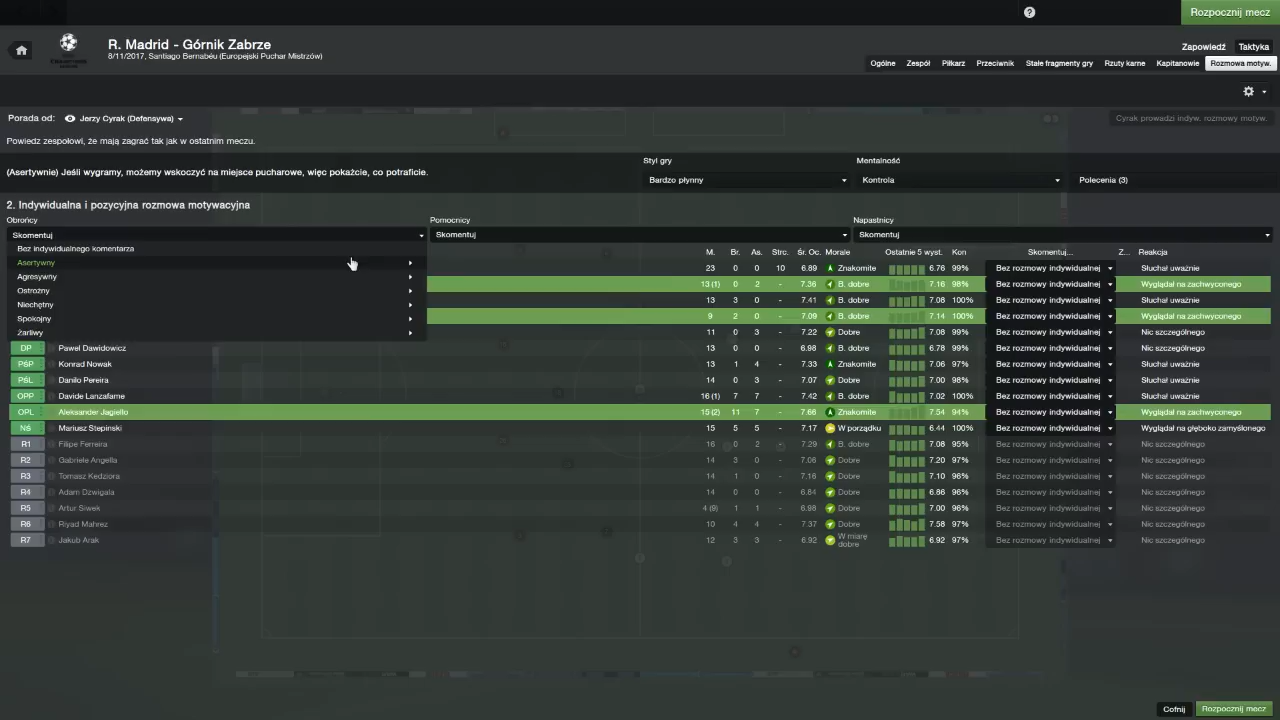 Rozpocznij mecz
R. Madrid - Górnik Zabrze
8/11/2017, Santiago Bernabéu (Europejski Puchar Mistrzów)
Zapowiedź Taktyka
Ogólne Zespół Piłkarz Przeciwnik Stałe fragmenty gry Rzuty karne Kapitanowie Rozmowa motyw.
Porada od: Jerzy Cyrak (Defensywa) Cyrak prowadzi indyw. rozmowy motyw.
Powiedz zespołowi, że mają zagrać tak jak w ostatnim meczu.
Styl gry Mentalność
(Asertywnie) Jeśli wygramy, możemy wskoczyć na miejsce pucharowe, więc pokażcie, co potraficie.
Bardzo płynny Kontrola Polecenia (3)
2. Indywidualna i pozycyjna rozmowa motywacyjna
Obrońcy Pomocnicy Napastnicy
Skomentuj Skomentuj Skomentuj
Bez indywidualnego komentarza
Asertywny
Agresywny
Ostrożny
Niechętny
Spokojny
Żarliwy
M. Br. As. Strc. Śr. Oc. Morale Ostatnie 5 wyst. Kon Skomentuj... Z... Reakcja
23 0 0 10 6.89 Znakomite 6.76 99% Bez rozmowy indywidualnej Słuchał uważnie
13 (1) 0 2 - 7.36 B. dobre 7.16 98% Bez rozmowy indywidualnej Wyglądał na zachwyconego
13 3 0 - 7.41 B. dobre 7.08 100% Bez rozmowy indywidualnej Słuchał uważnie
9 2 0 - 7.09 B. dobre 7.14 100% Bez rozmowy indywidualnej Wyglądał na zachwyconego
11 0 3 - 7.22 Dobre 7.08 99% Bez rozmowy indywidualnej Nic szczególnego
DP Paweł Dawidowicz 13 0 0 - 6.98 B. dobre 6.78 99% Bez rozmowy indywidualnej Nic szczególnego
PŚP Konrad Nowak 13 1 4 - 7.33 Znakomite 7.06 97% Bez rozmowy indywidualnej Słuchał uważnie
PŚL Danilo Pereira 14 0 3 - 7.07 Dobre 7.00 98% Bez rozmowy indywidualnej Słuchał uważnie
OPP Davide Lanzafame 16 (1) 7 7 - 7.42 B. dobre 7.02 100% Bez rozmowy indywidualnej Słuchał uważnie
OPL Aleksander Jagiełło 15 (2) 11 7 - 7.66 Znakomite 7.54 94% Bez rozmowy indywidualnej Wyglądał na zachwyconego
NŚ Mariusz Stepinski 15 5 5 - 7.17 W porządku 6.44 100% Bez rozmowy indywidualnej Wyglądał na głęboko zamyślonego
R1 Filipe Ferreira 16 0 2 - 7.29 B. dobre 7.08 95% Bez rozmowy indywidualnej Nic szczególnego
R2 Gabriele Angella 14 3 0 - 7.06 Dobre 7.20 97% Bez rozmowy indywidualnej Nic szczególnego
R3 Tomasz Kedziora 14 1 0 - 7.16 Dobre 7.10 96% Bez rozmowy indywidualnej Nic szczególnego
R4 Adam Dzwigala 14 0 0 - 6.84 Dobre 6.86 96% Bez rozmowy indywidualnej Nic szczególnego
R5 Artur Siwek 4 (9) 1 1 - 6.98 Dobre 7.00 96% Bez rozmowy indywidualnej Nic szczególnego
R6 Riyad Mahrez 10 4 4 - 7.37 Dobre 7.58 97% Bez rozmowy indywidualnej Nic szczególnego
R7 Jakub Arak 12 3 3 - 6.92 W miarę dobre 6.92 97% Bez rozmowy indywidualnej Nic szczególnego
Cofnij Rozpocznij mecz